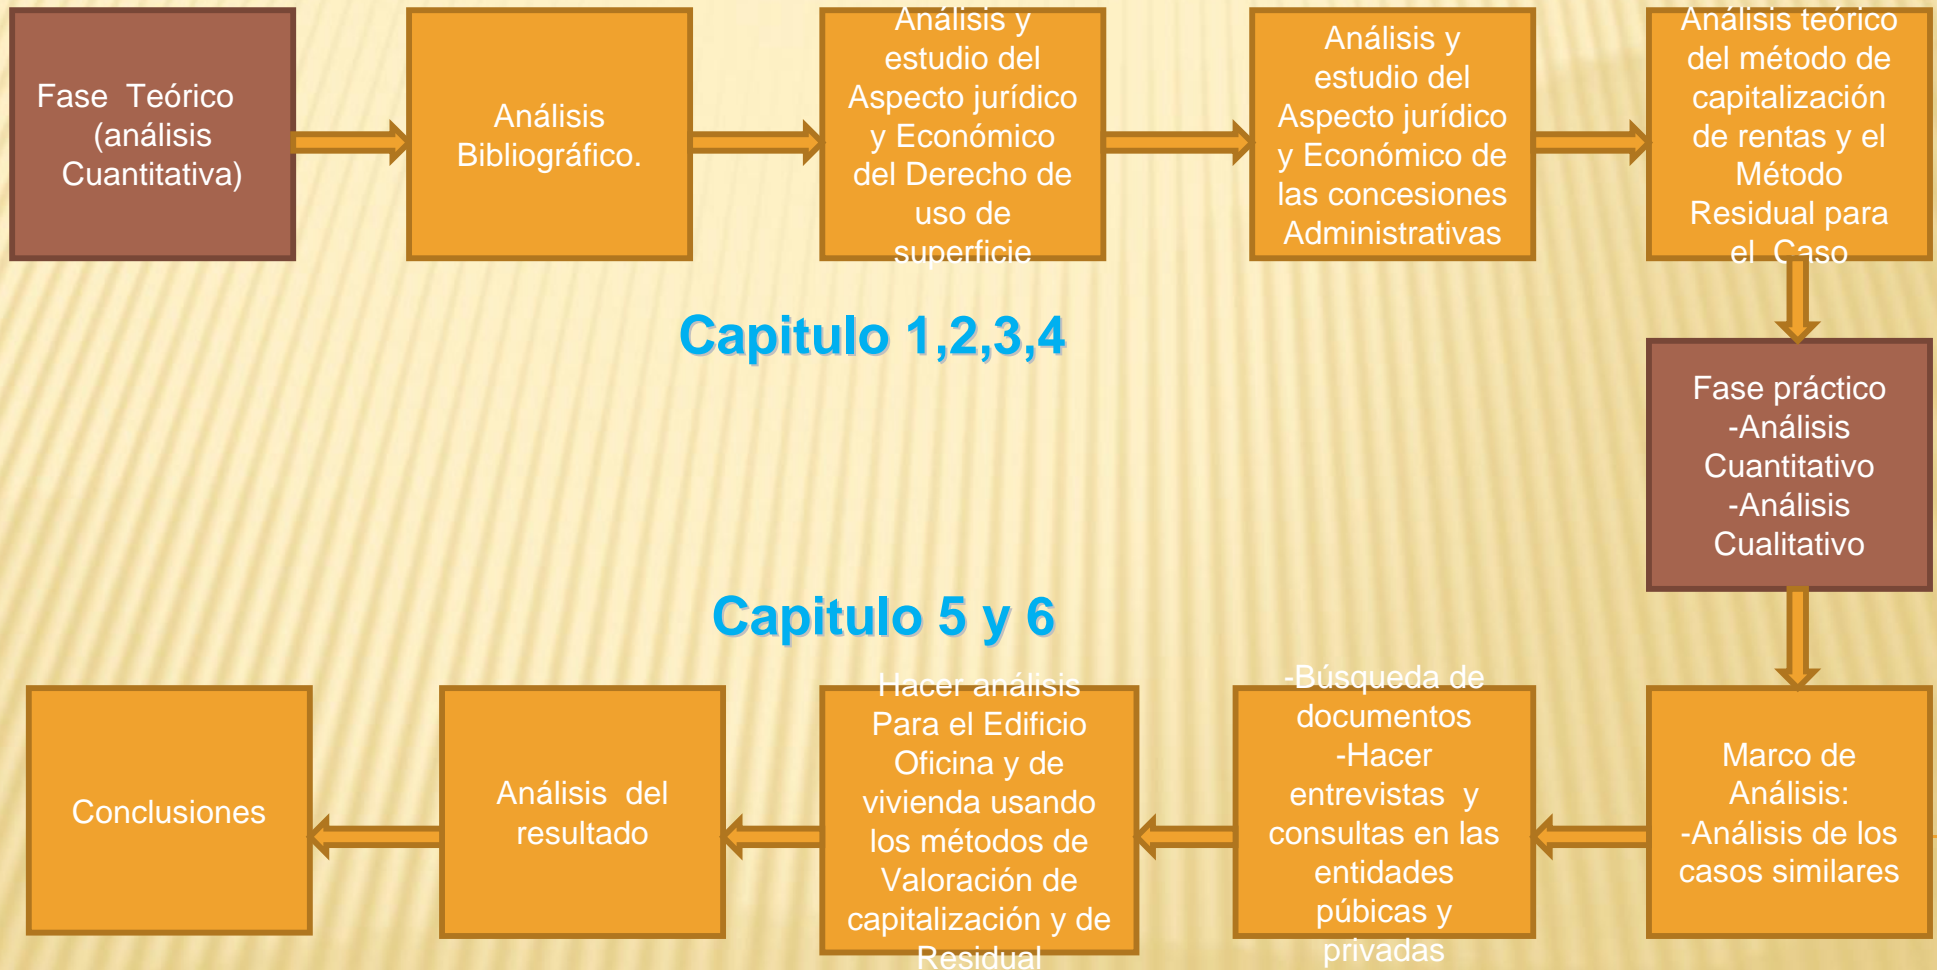 Fase Teórico
(análisis
Cuantitativa)
Análisis
Bibliográfico.
Análisis y
estudio del
Aspecto jurídico
y Económico
del Derecho de
uso de
superficie
Análisis y
estudio del
Aspecto jurídico
y Económico de
las concesiones
Administrativas
Análisis teórico
del método de
capitalización
de rentas y el
Método
Residual para
el Caso
Capitulo 1,2,3,4
Fase práctico
-Análisis
Cuantitativo
-Análisis
Cualitativo
Capitulo 5 y 6
Marco de
Análisis:
-Análisis de los
casos similares
-Búsqueda de
documentos
-Hacer
entrevistas y
consultas en las
entidades
púbicas y
privadas
Hacer análisis
Para el Edificio
Oficina y de
vivienda usando
los métodos de
Valoración de
capitalización y de
Residual
Análisis del
resultado
Conclusiones